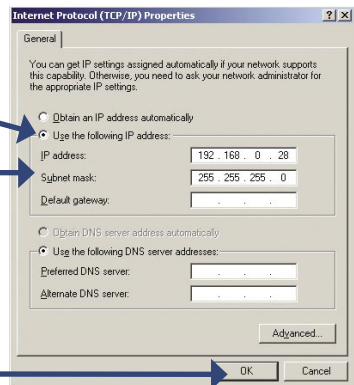 Internet Protocol (TCP/IP) Properties
General
You can get IP settings assigned automatically if your network supports
this capability. Otherwise, you need to ask your network administrator for
the appropriate IP settings.
Obtain an IP address automatically
Use the following IP address:
IP address: 192 . 168 . 0 . 28
Subnet mask: 255 . 255 . 255 . 0
Default gateway: . . .
Obtain DNS server address automatically
Use the following DNS server addresses:
Preferred DNS server: . . .
Alternate DNS server: . . .
Advanced...
OK Cancel